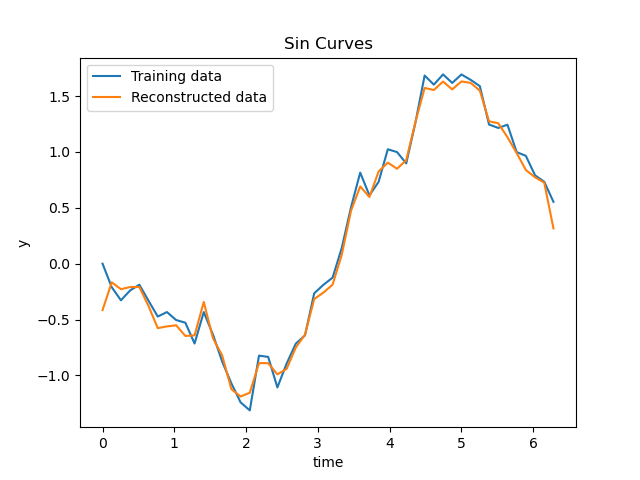 Sin Curves
Training data
Reconstructed data
1.5
1.0
0.5
0.0
−0.5
−1.0
y
0 1 2 3 4 5 6
time